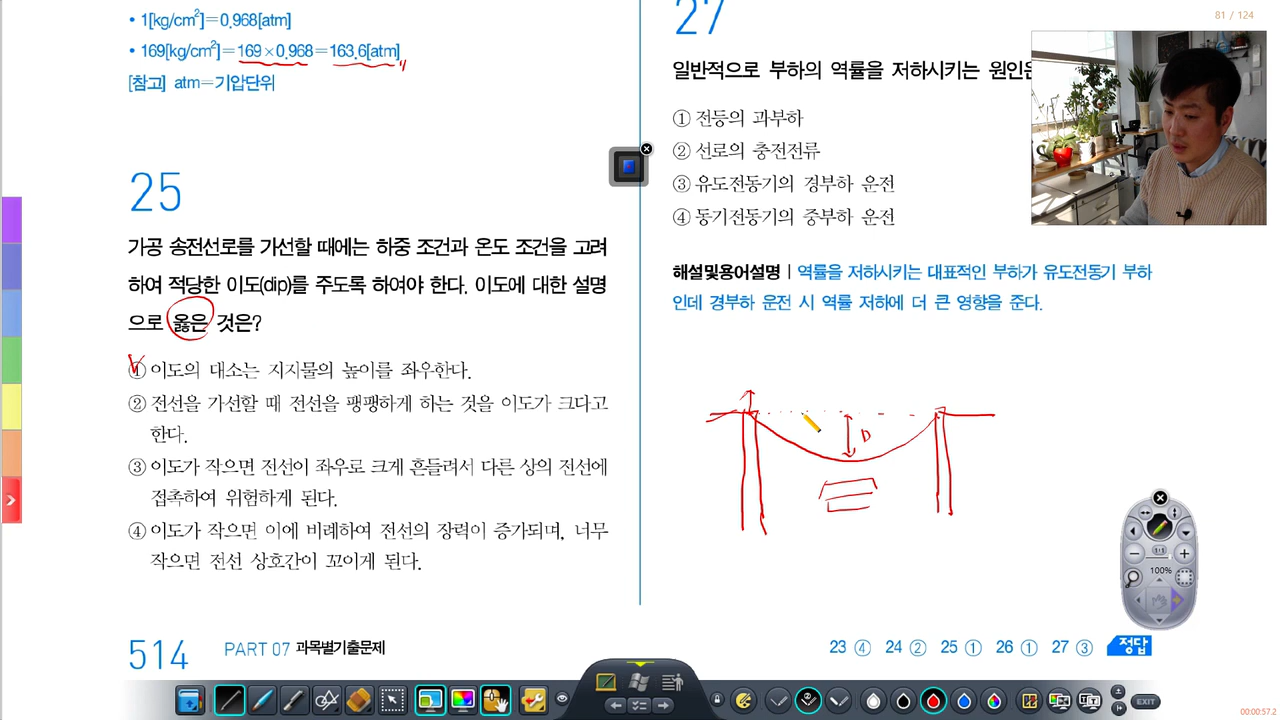 • 1[kg/cm²]=0.968[atm]
• 169[kg/cm²]=169×0.968=163.6[atm]
[참고] atm=기압단위
25
가공 송전선로를 가선할 때에는 하중 조건과 온도 조건을 고려
하여 적당한 이도(dip)를 주도록 하여야 한다. 이도에 대한 설명
으로 옳은 것은?
① 이도의 대소는 지지물의 높이를 좌우한다.
② 전선을 가선할 때 전선을 팽팽하게 하는 것을 이도가 크다고
한다.
③ 이도가 작으면 전선이 좌우로 크게 흔들려서 다른 상의 전선에
접촉하여 위험하게 된다.
④ 이도가 작으면 이에 비례하여 전선의 장력이 증가되며, 너무
작으면 전선 상호간이 꼬이게 된다.
27
일반적으로 부하의 역률을 저하시키는 원인은
① 전등의 과부하
② 선로의 충전전류
③ 유도전동기의 경부하 운전
④ 동기전동기의 중부하 운전
해설및용어설명 | 역률을 저하시키는 대표적인 부하가 유도전동기 부하
인데 경부하 운전 시 역률 저하에 더 큰 영향을 준다.
D
514 PART 07 과목별기출문제
23 ④ 24 ② 25 ① 26 ① 27 ③ 정답
81 / 124
1:1
100%
EXIT
00:00:57.2